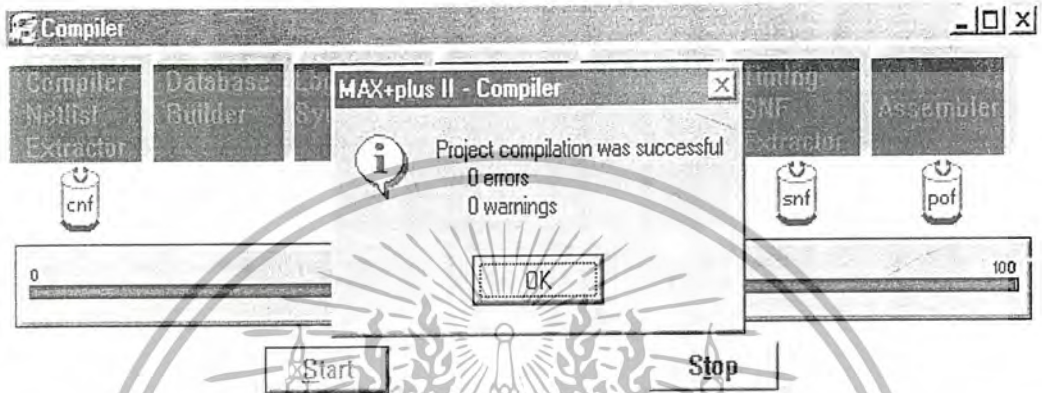 Compiler
Compiler
Netlist
Extractor
Database
Builder
Timing
SNF
Extractor
Assembler
MAX+plus II - Compiler
Project compilation was successful
0 errors
0 warnings
OK
cnf
snf
pof
0
100
Start
Stop